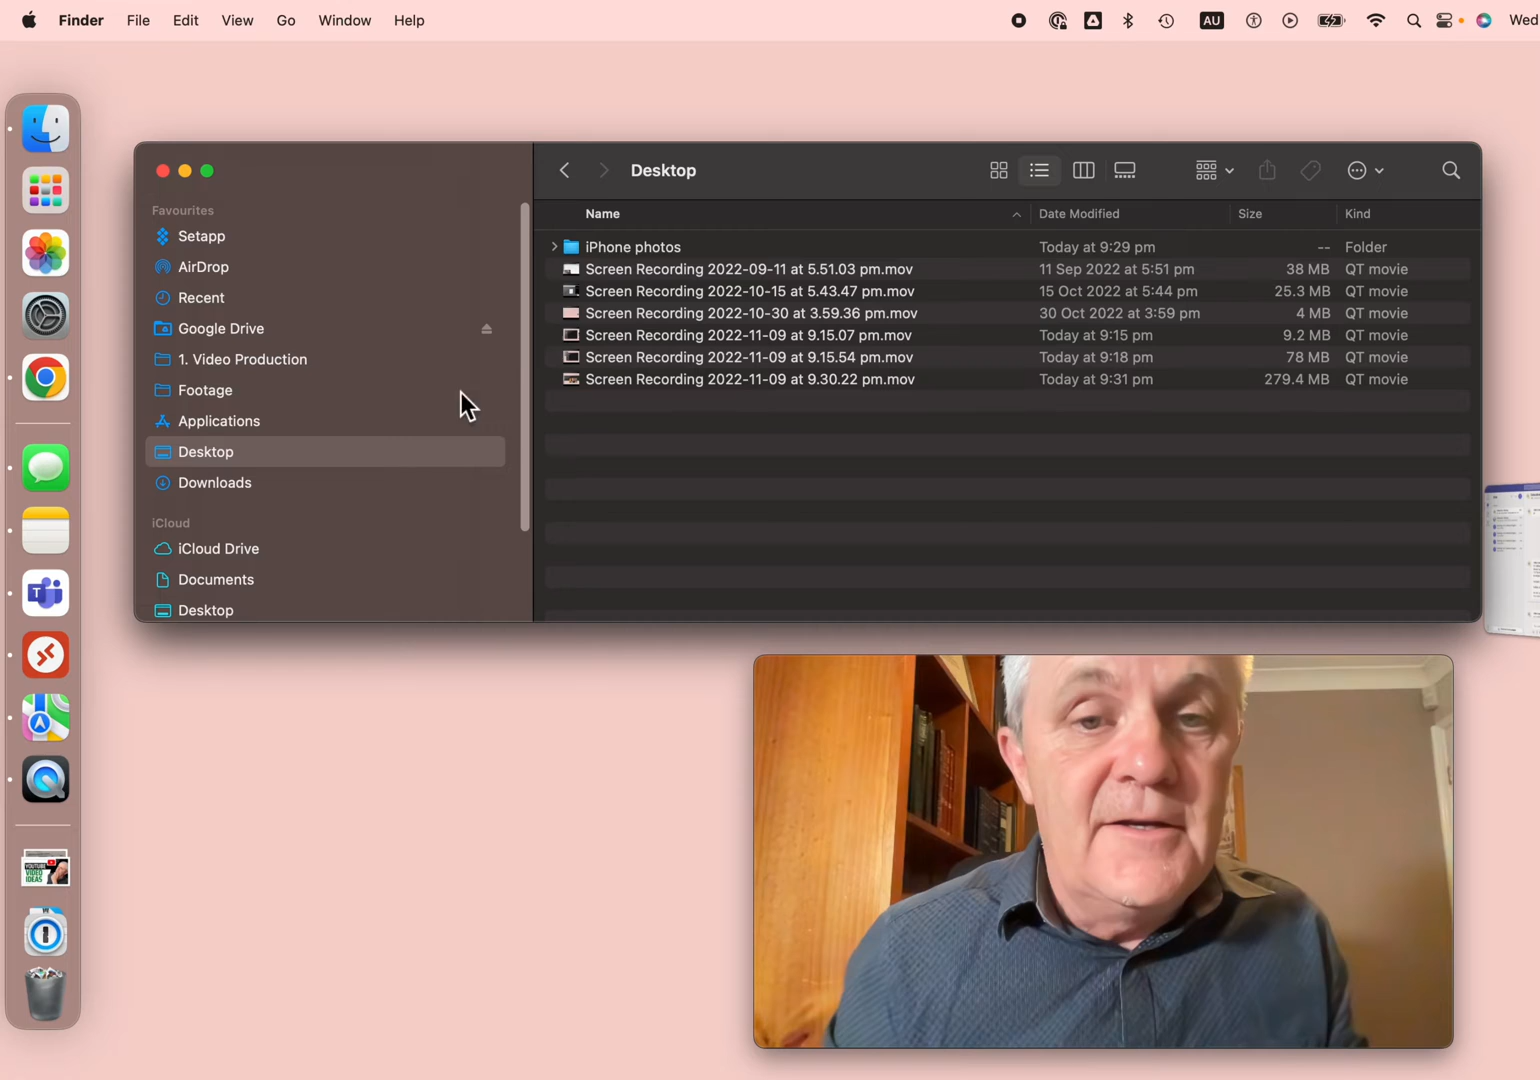 Finder File Edit View Go Window Help AU Wed
Desktop
Favourites
Setapp
AirDrop
Recent
Google Drive
1. Video Production
Footage
Applications
Desktop
Downloads
iCloud
iCloud Drive
Documents
Desktop
Name Date Modified Size Kind
iPhone photos Today at 9:29 pm -- Folder
Screen Recording 2022-09-11 at 5.51.03 pm.mov 11 Sep 2022 at 5:51 pm 38 MB QT movie
Screen Recording 2022-10-15 at 5.43.47 pm.mov 15 Oct 2022 at 5:44 pm 25.3 MB QT movie
Screen Recording 2022-10-30 at 3.59.36 pm.mov 30 Oct 2022 at 3:59 pm 4 MB QT movie
Screen Recording 2022-11-09 at 9.15.07 pm.mov Today at 9:15 pm 9.2 MB QT movie
Screen Recording 2022-11-09 at 9.15.54 pm.mov Today at 9:18 pm 78 MB QT movie
Screen Recording 2022-11-09 at 9.30.22 pm.mov Today at 9:31 pm 279.4 MB QT movie
T
YOUTUBE
VIDEO
IDEAS